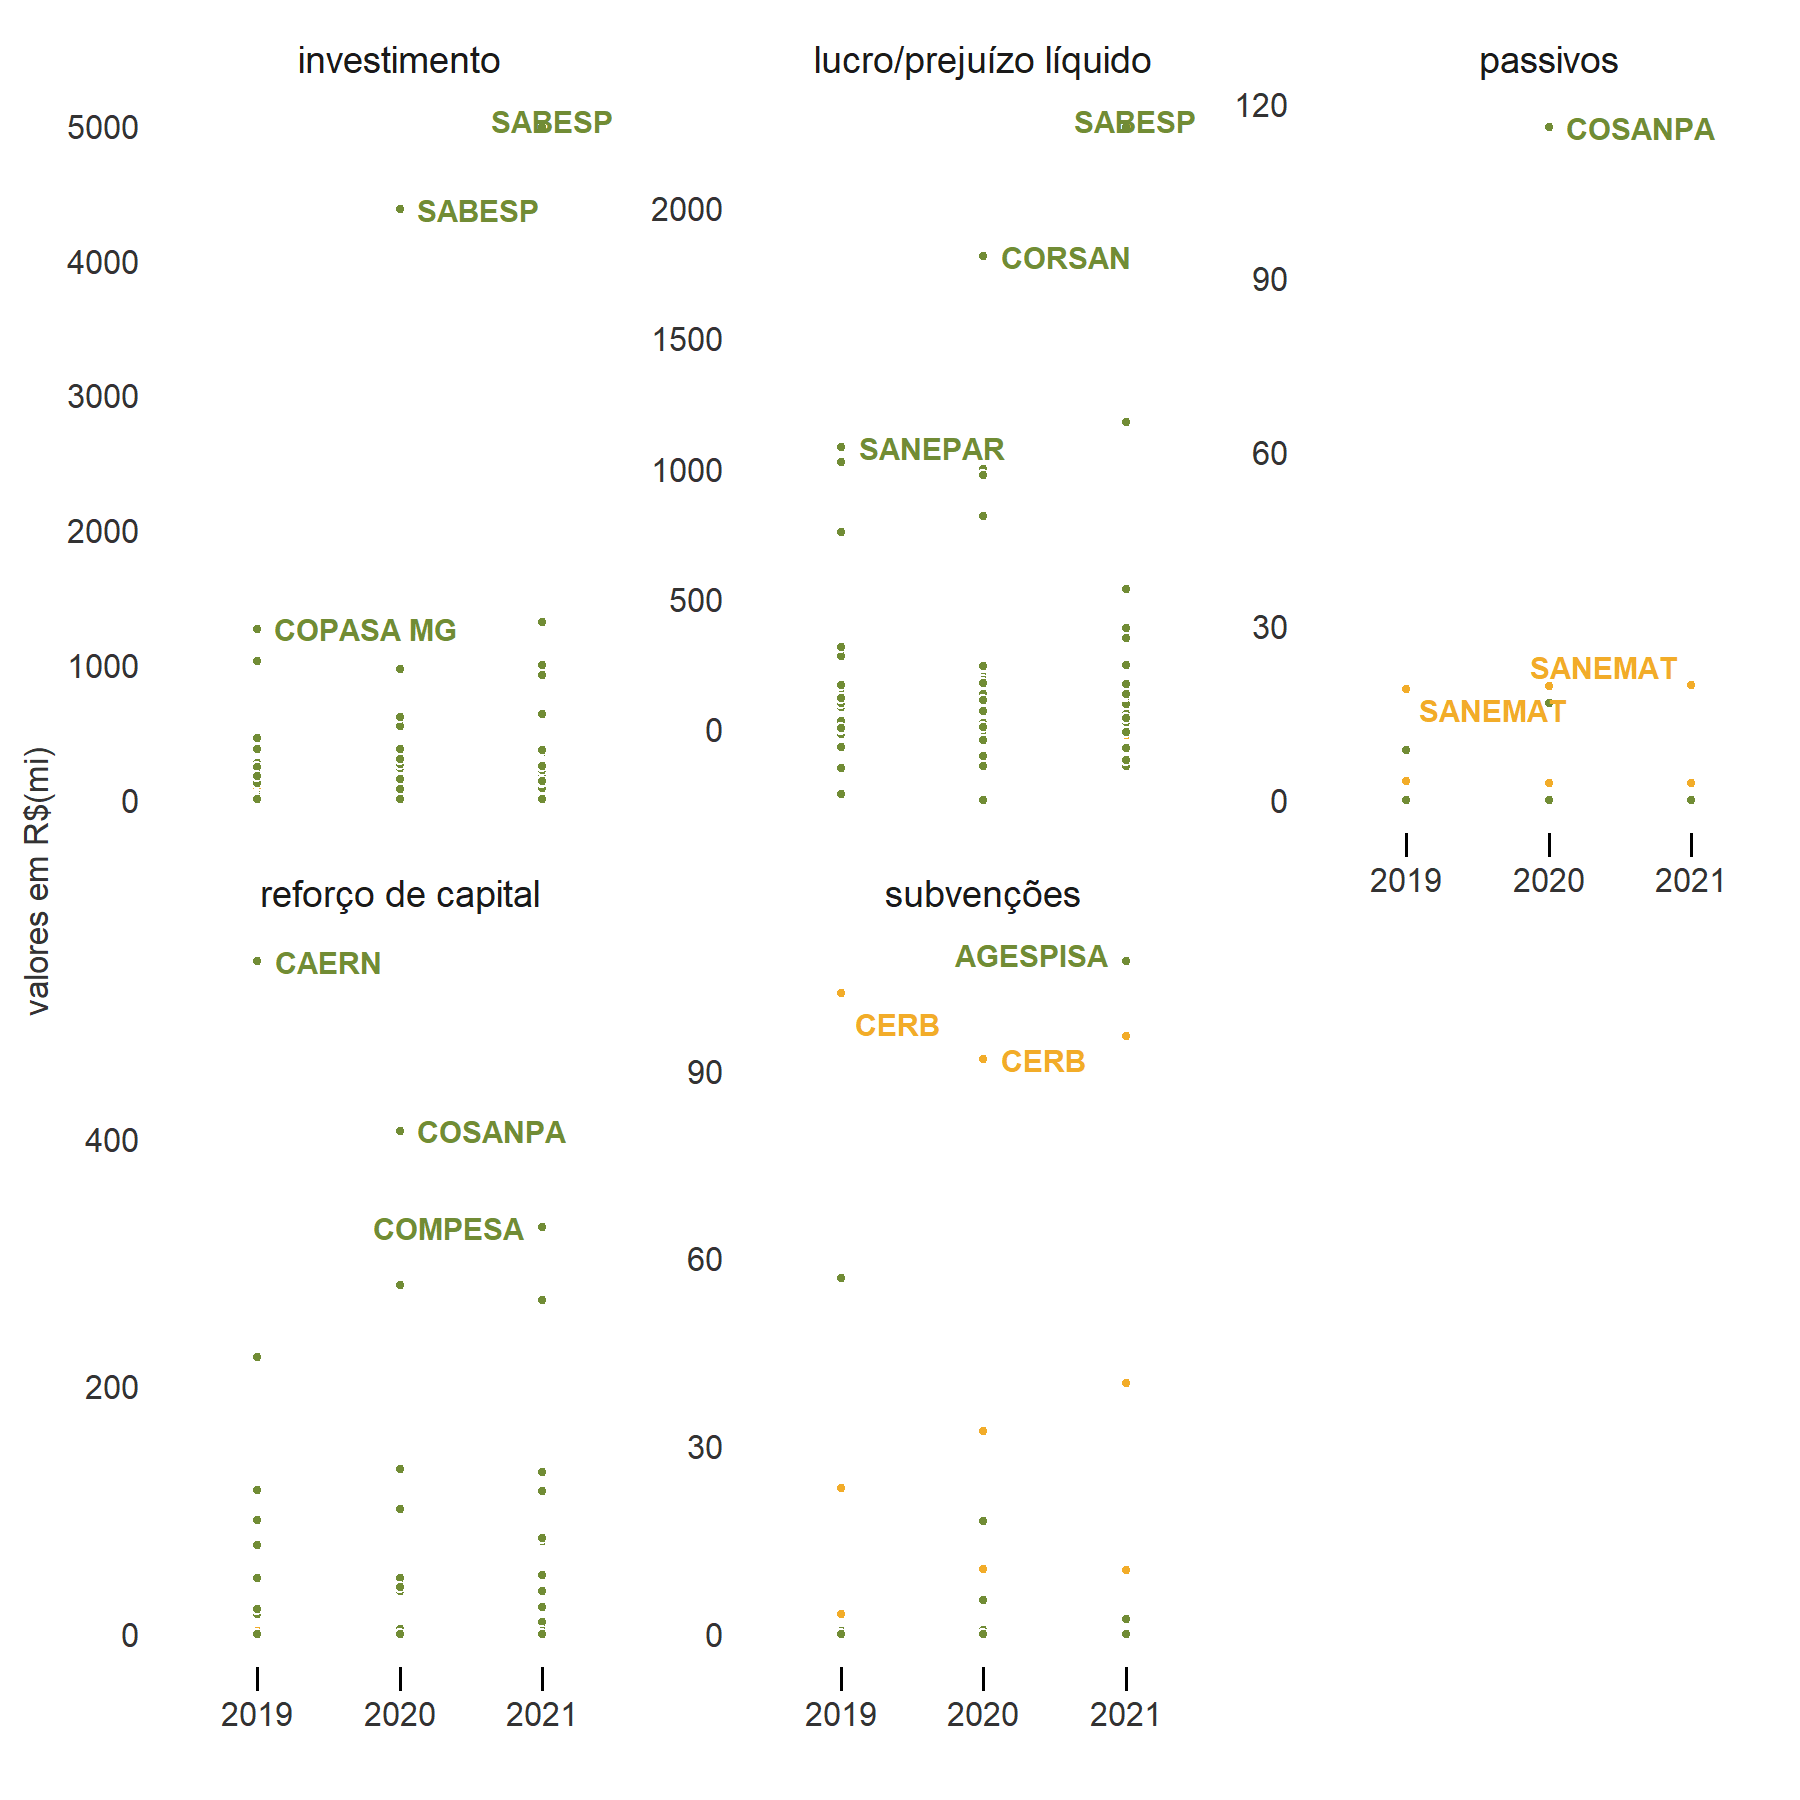 investimento
5000
4000
3000
2000
1000
0
SABESP
SABESP
COPASA MG
lucro/prejuízo líquido
2000
1500
1000
500
0
SABESP
CORSAN
SANEPAR
passivos
120
90
60
30
0
COSANPA
SANEMAT
SANEMAT
2019 2020 2021
valores em R$(mi)
reforço de capital
400
200
0
CAERN
COSANPA
COMPESA
2019 2020 2021
subvenções
90
60
30
0
AGESPISA
CERB
CERB
2019 2020 2021